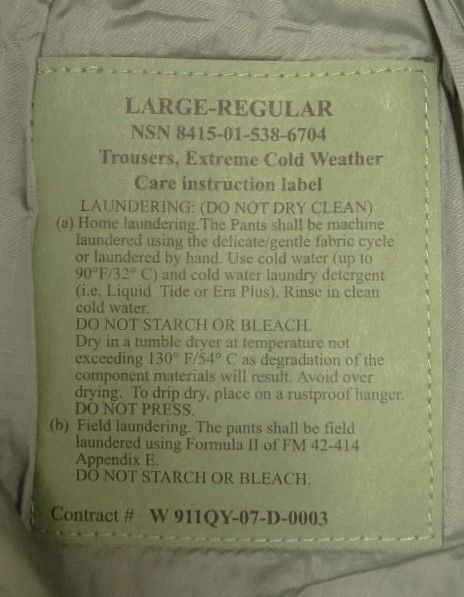 LARGE-REGULAR
NSN 8415-01-538-6704
Trousers, Extreme Cold Weather
Care instruction label
LAUNDERING: (DO NOT DRY CLEAN)
(a) Home laundering.The Pants shall be machine
laundered using the delicate/gentle fabric cycle
or laundered by hand. Use cold water (up to
90°F/32° C) and cold water laundry detergent
(i.e. Liquid Tide or Era Plus). Rinse in clean
cold water.
DO NOT STARCH OR BLEACH.
Dry in a tumble dryer at temperature not
exceeding 130° F/54° C as degradation of the
component materials will result. Avoid over
drying. To drip dry, place on a rustproof hanger.
DO NOT PRESS.
(b) Field laundering. The pants shall be field
laundered using Formula II of FM 42-414
Appendix E.
DO NOT STARCH OR BLEACH.
Contract # W 911QY-07-D-0003